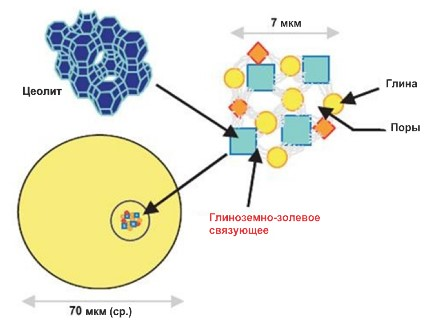 7 мкм
Цеолит
Глина
Поры
Глиноземно-золевое
связующее
70 мкм (ср.)